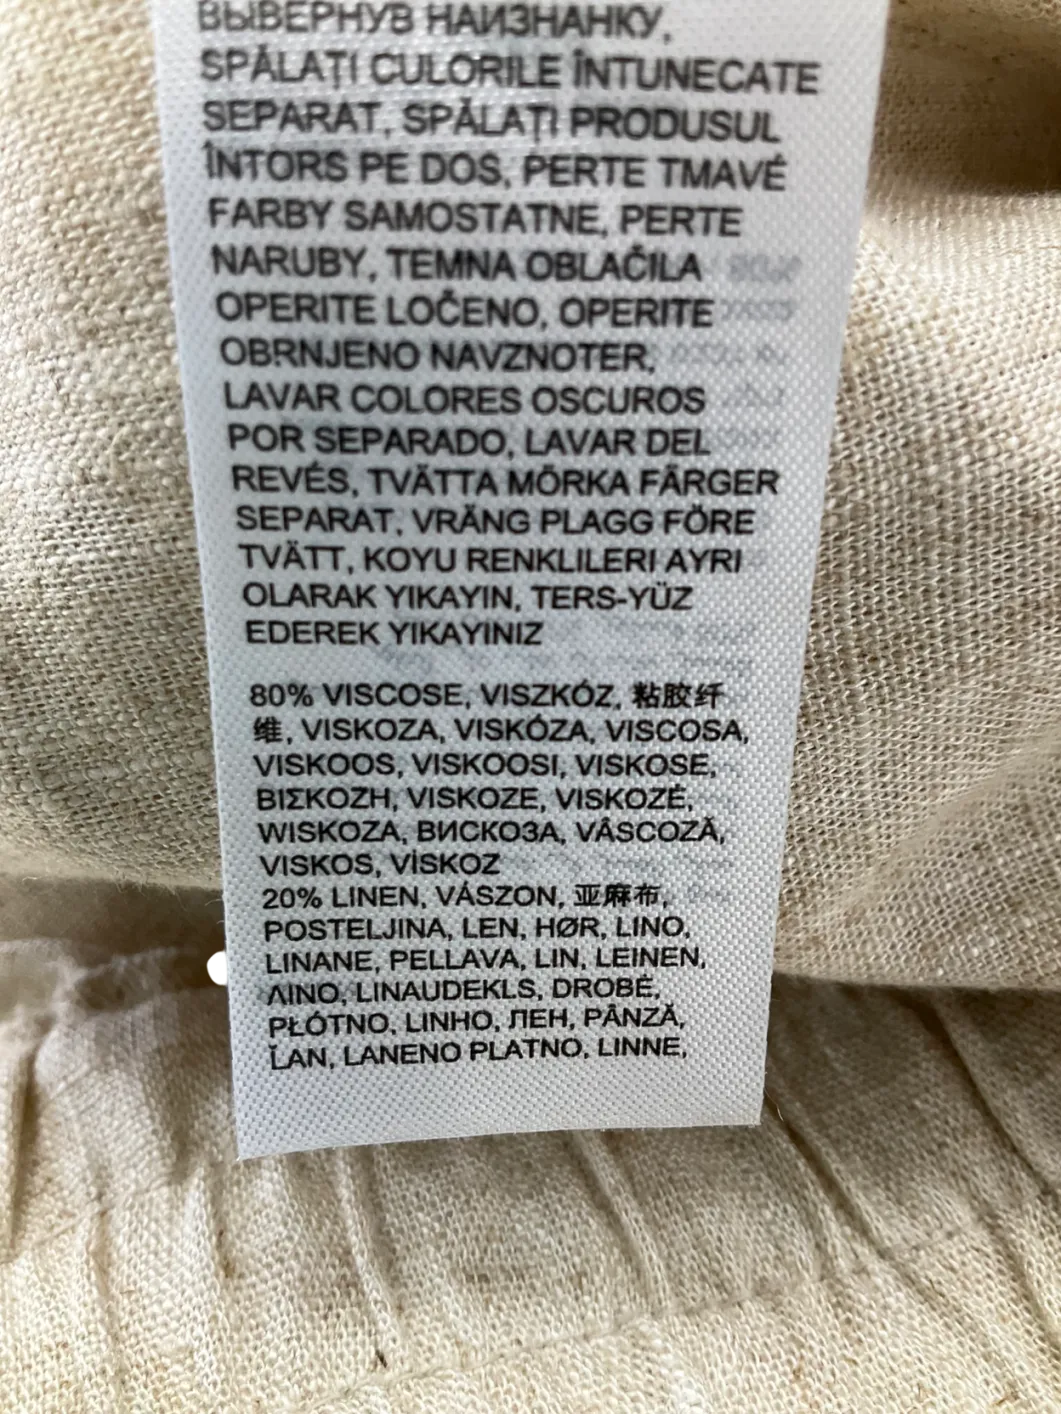 ВЫВЕРНУВ НАИЗНАНКУ,
SPĂLAȚI CULORILE ÎNTUNECATE
SEPARAT, SPĂLAȚI PRODUSUL
ÎNTORS PE DOS, PERTE TMAVÉ
FARBY SAMOSTATNE, PERTE
NARUBY, TEMNA OBLAČILA
OPERITE LOČENO, OPERITE
OBRNJENO NAVZNOTER,
LAVAR COLORES OSCUROS
POR SEPARADO, LAVAR DEL
REVÉS, TVÄTTA MÖRKA FÄRGER
SEPARAT, VRÄNG PLAGG FÖRE
TVÄTT, KOYU RENKLILERI AYRI
OLARAK YIKAYIN, TERS-YÜZ
EDEREK YIKAYINIZ
80% VISCOSE, VISZKÓZ, 粘胶纤
维, VISKOZA, VISKÓZA, VISCOSA,
VISKOOS, VISKOOSI, VISKOSE,
ΒΙΣΚΟΖΗ, VISKOZE, VISKOZĖ,
WISKOZA, ВИСКОЗА, VÂSCOZĂ,
VISKOS, VİSKOZ
20% LINEN, VÁSZON, 亚麻布,
POSTELJINA, LEN, HØR, LINO,
LINANE, PELLAVA, LIN, LEINEN,
ΛΙΝΟ, LINAUDEKLS, DROBĖ,
PŁÓTNO, LINHO, ЛЕН, PÂNZĂ,
ĽAN, LANENO PLATNO, LINNE,